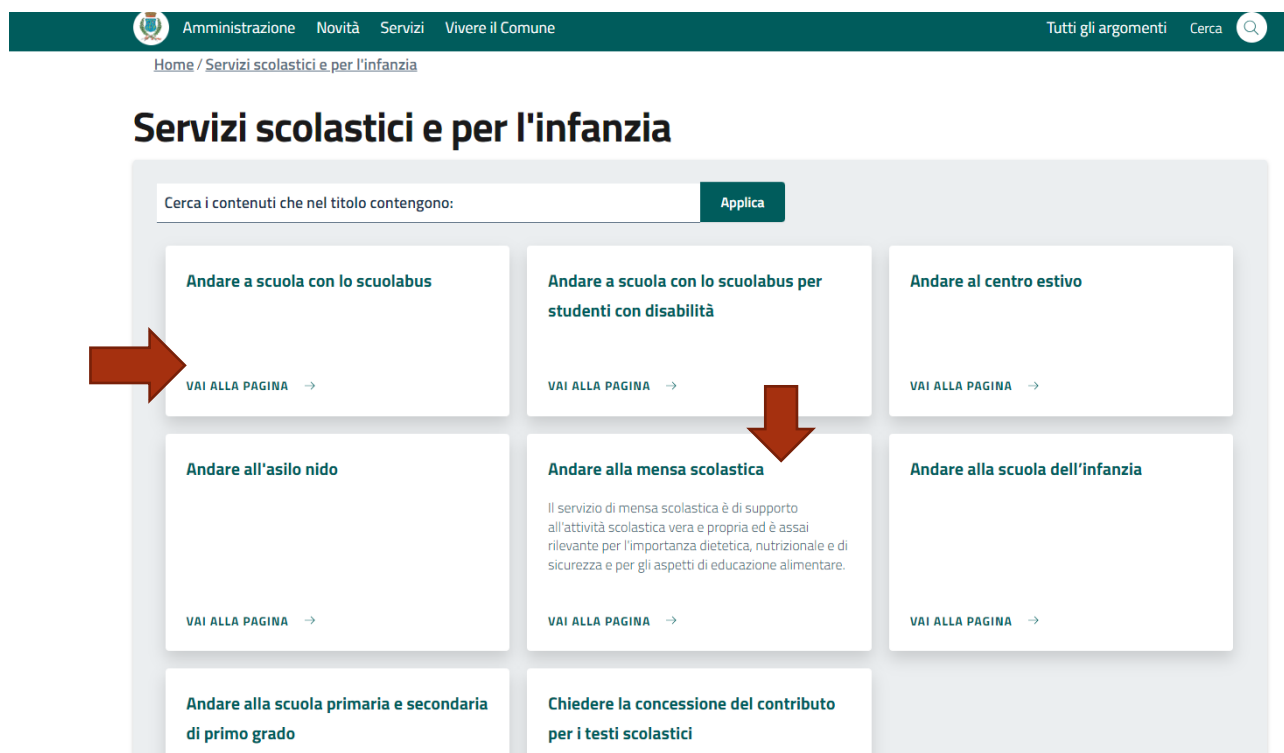 Amministrazione Novità Servizi Vivere il Comune Tutti gli argomenti Cerca
Home / Servizi scolastici e per l'infanzia
Servizi scolastici e per l'infanzia
Cerca i contenuti che nel titolo contengono: Applica
Andare a scuola con lo scuolabus
VAI ALLA PAGINA →
Andare a scuola con lo scuolabus per
studenti con disabilità
VAI ALLA PAGINA →
Andare al centro estivo
VAI ALLA PAGINA →
Andare all'asilo nido
VAI ALLA PAGINA →
Andare alla mensa scolastica
Il servizio di mensa scolastica è di supporto
all'attività scolastica vera e propria ed è assai
rilevante per l'importanza dietetica, nutrizionale e di
sicurezza e per gli aspetti di educazione alimentare.
VAI ALLA PAGINA →
Andare alla scuola dell’infanzia
VAI ALLA PAGINA →
Andare alla scuola primaria e secondaria
di primo grado
Chiedere la concessione del contributo
per i testi scolastici